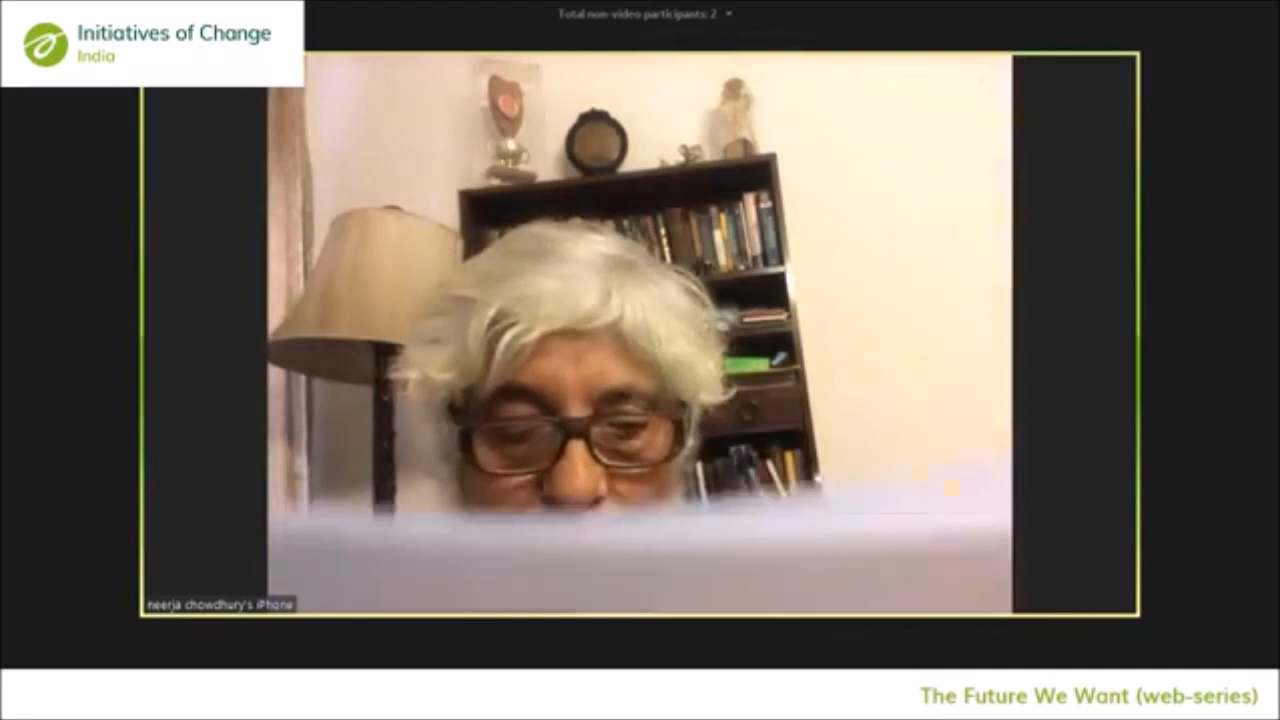 Total non-video participants: 2
Initiatives of Change
India
neerja chowdhury's iPhone
The Future We Want (web-series)